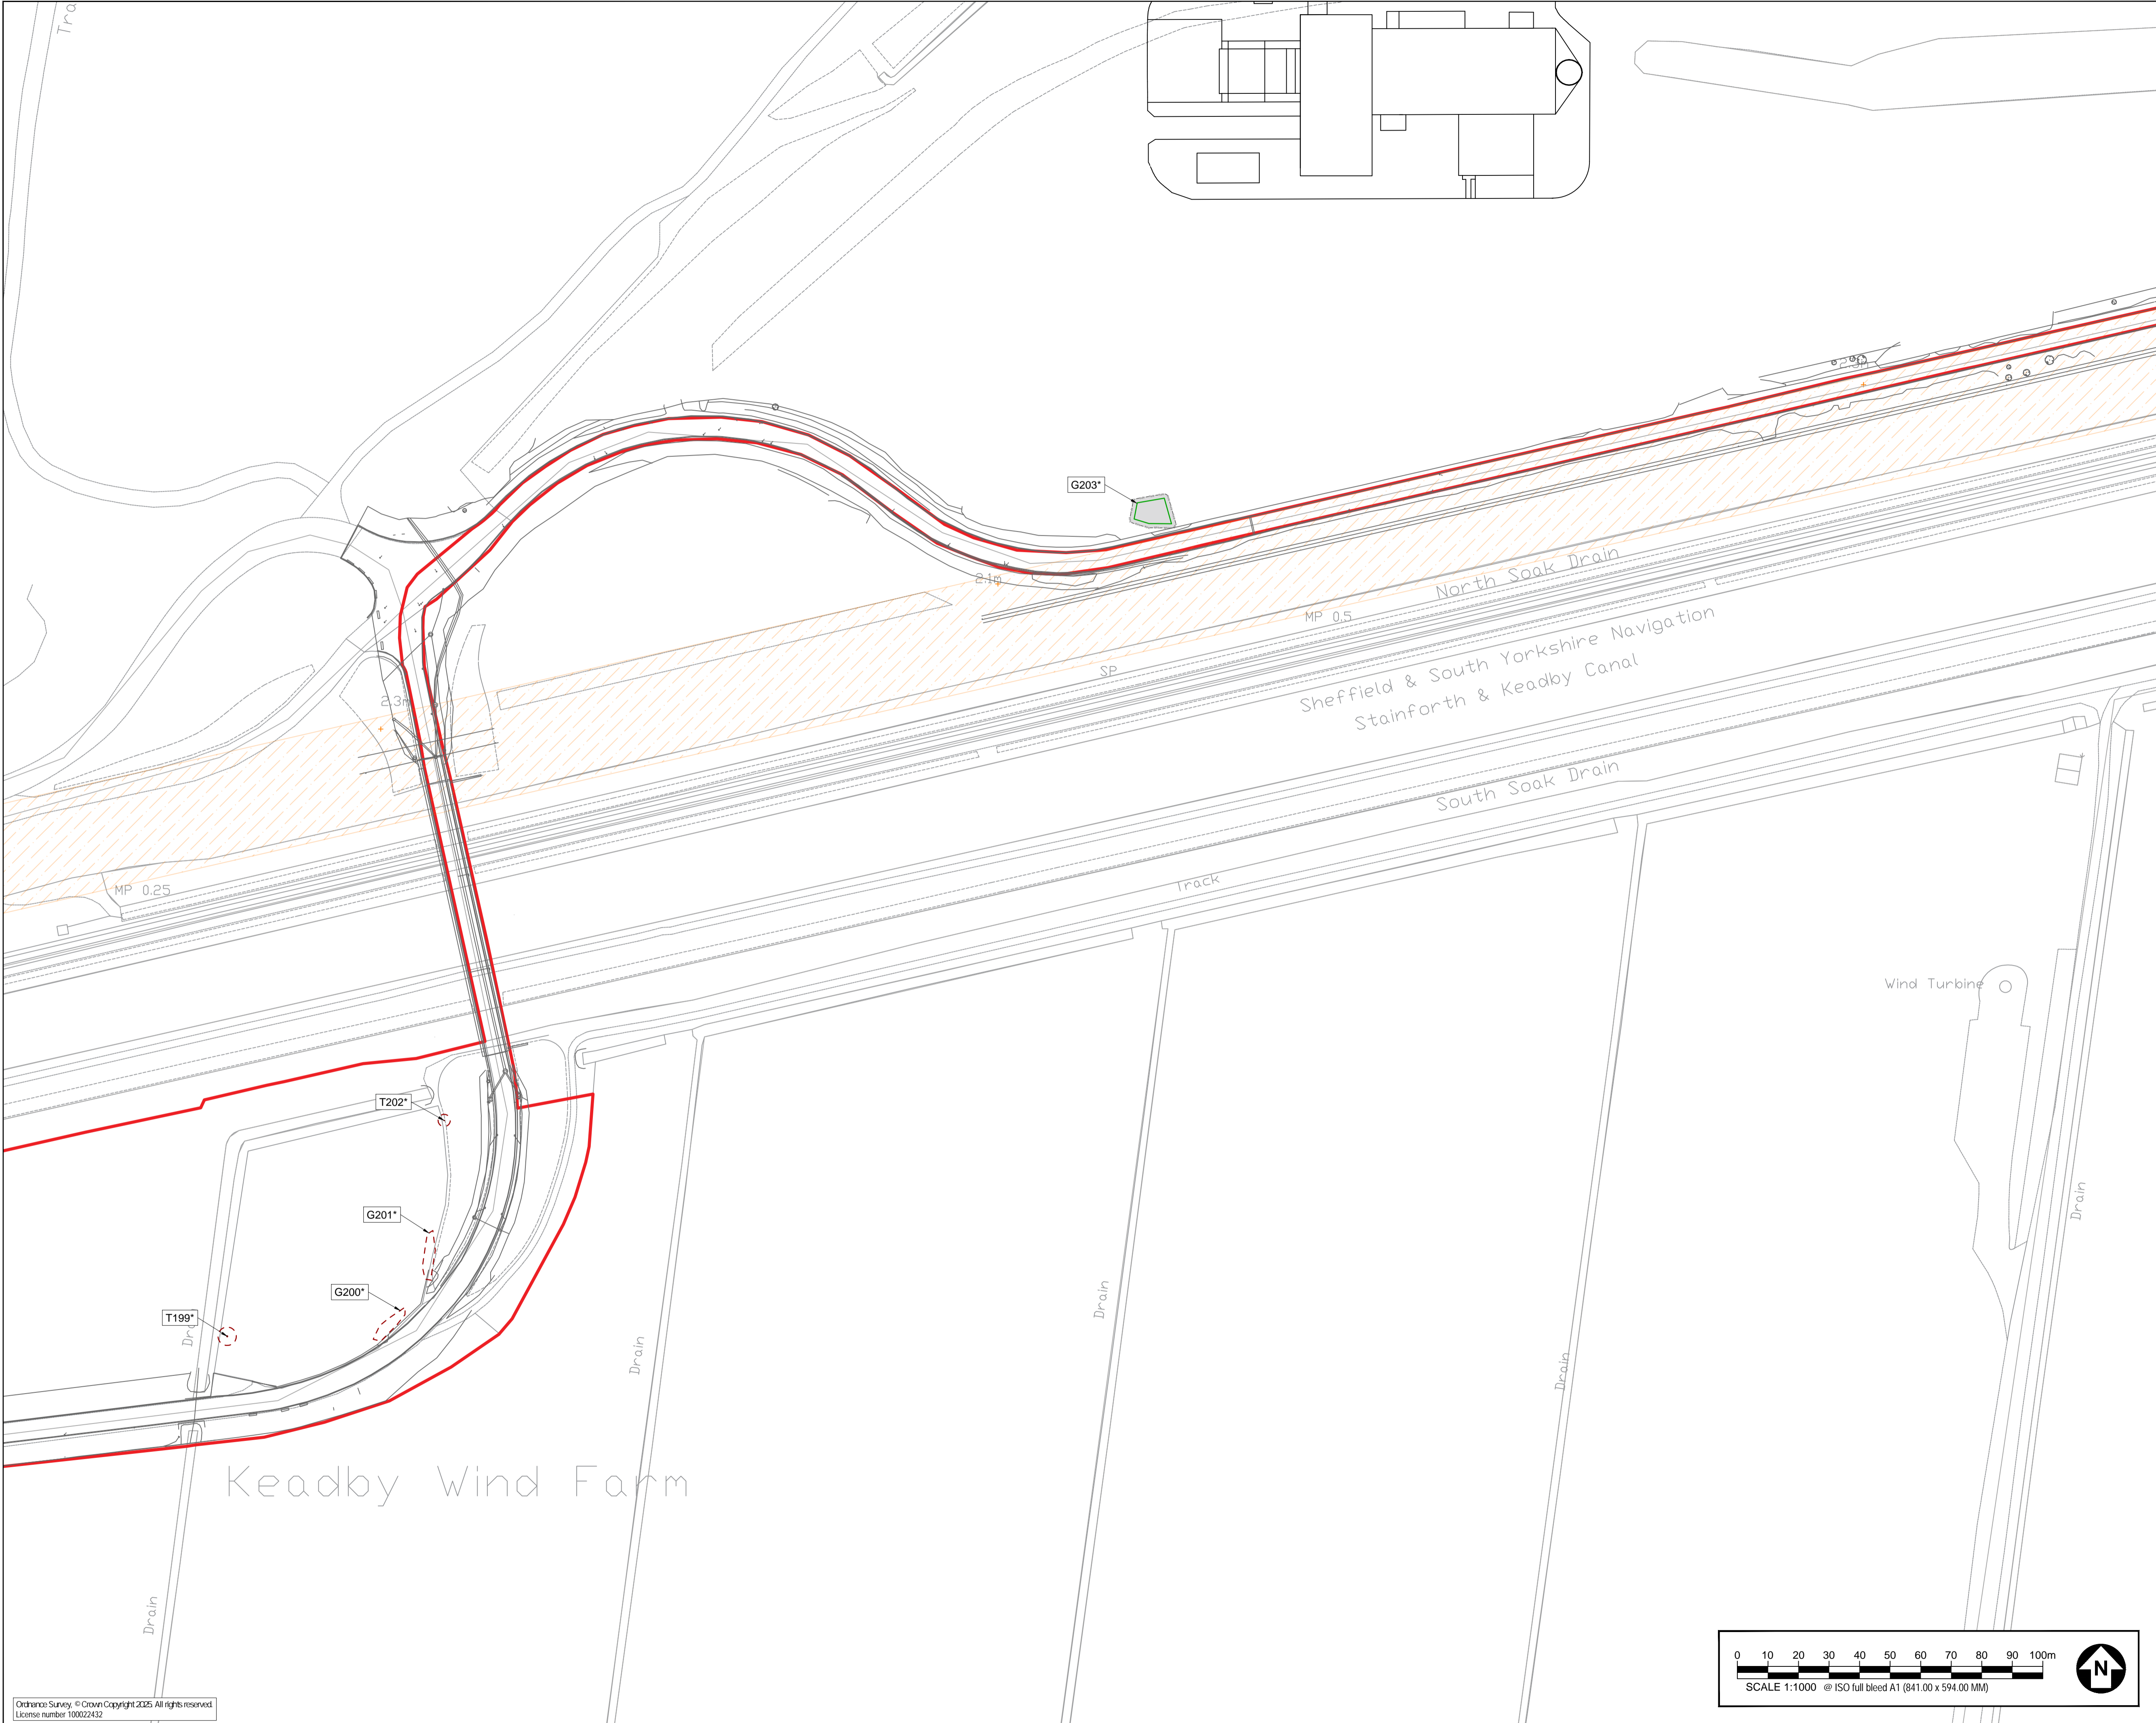 Tra
G203*
2.3m
2.1m
North Soak Drain
MP 0.5
Sheffield & South Yorkshire Navigation
SP
Stainforth & Keadby Canal
2.3m
South Soak Drain
MP 0.25
Track
Wind Turbine
T202*
Drain
G201*
G200*
T199*
Drain
Drain
Drain
Keadby Wind Farm
Drain
0 10 20 30 40 50 60 70 80 90 100m
SCALE 1:1000 @ ISO full bleed A1 (841.00 x 594.00 MM)
N
Ordnance Survey, © Crown Copyright 2025. All rights reserved.
License number 100022432